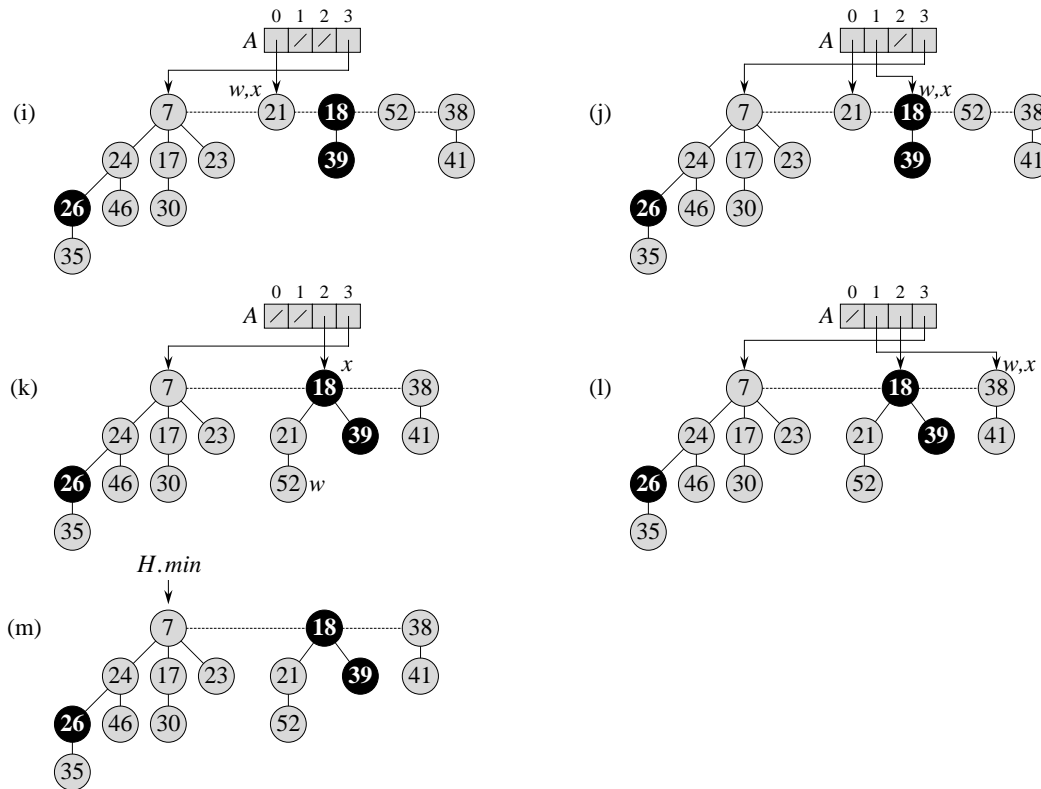 0 1 2 3
A
w,x
(i)
7 21 18 52 38
24 17 23 39 41
26 46 30
35
0 1 2 3
A
w,x
(j)
7 21 18 52 38
24 17 23 39 41
26 46 30
35
0 1 2 3
A
x
(k)
7 18 38
24 17 23 21 39 41
26 46 30 52 w
35
0 1 2 3
A
w,x
(l)
7 18 38
24 17 23 21 39 41
26 46 30 52
35
H.min
(m)
7 18 38
24 17 23 21 39 41
26 46 30 52
35